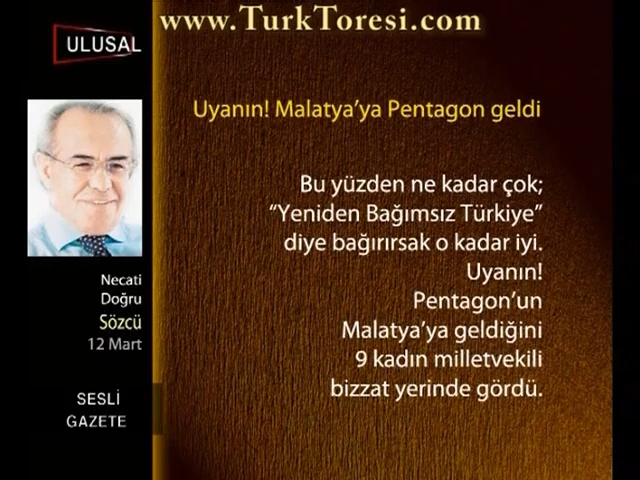 www.TurkToresi.com
ULUSAL
Uyanın! Malatya’ya Pentagon geldi
Bu yüzden ne kadar çok;
“Yeniden Bağımsız Türkiye”
diye bağırırsak o kadar iyi.
Uyanın!
Pentagon’un
Malatya’ya geldiğini
9 kadın milletvekili
bizzat yerinde gördü.
Necati
Doğru
Sözcü
12 Mart
SESLİ
GAZETE